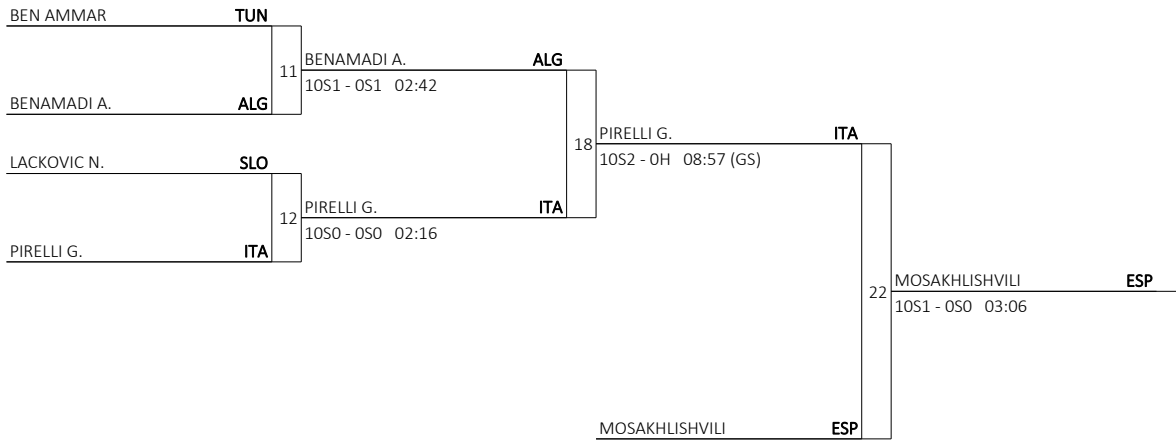 BEN AMMAR TUN
11 BENAMADI A. ALG
10S1 - 0S1 02:42
BENAMADI A. ALG
18 PIRELLI G. ITA
10S2 - 0H 08:57 (GS)
LACKOVIC N. SLO
12 PIRELLI G. ITA
10S0 - 0S0 02:16
PIRELLI G. ITA
22 MOSAKHLISHVILI ESP
10S1 - 0S0 03:06
MOSAKHLISHVILI ESP